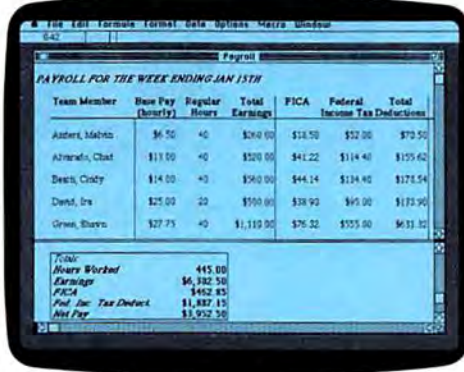 File Edit Formula Format Data Options Macro Window
G42
Payroll
PAYROLL FOR THE WEEK ENDING JAN 15TH
Team Member Base Pay Regular Total FICA Federal Total
(hourly) Hours Earnings Income Tax Deductions
Anders, Malvin $6.50 40 $260.00 $18.50 $52.00 $70.50
Alvarado, Chad $13.00 40 $520.00 $41.22 $114.40 $155.62
Cindy $14.00 40 $560.00 $44.14 $134.40 $178.54
David, Ira $25.00 20 $500.00 $38.90 $95.00 $133.90
Green, Shawn $27.75 40 $1,110.00 $76.32 $555.00 $631.32
Totals
Hours Worked 445.00
Earnings $6,302.50
FICA $462.85
Fed. Inc. Tax Deduct. $1,887.15
Net Pay $3,952.50